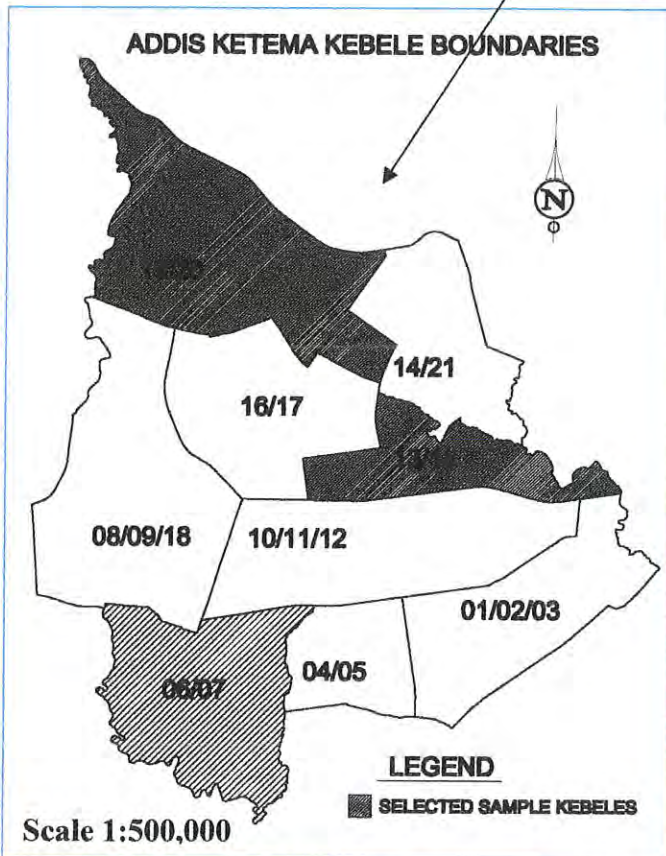 ADDIS KETEMA KEBELE BOUNDARIES
N
14/21
16/17
08/09/18
10/11/12
01/02/03
06/07
04/05
LEGEND
SELECTED SAMPLE KEBELES
Scale 1:500,000